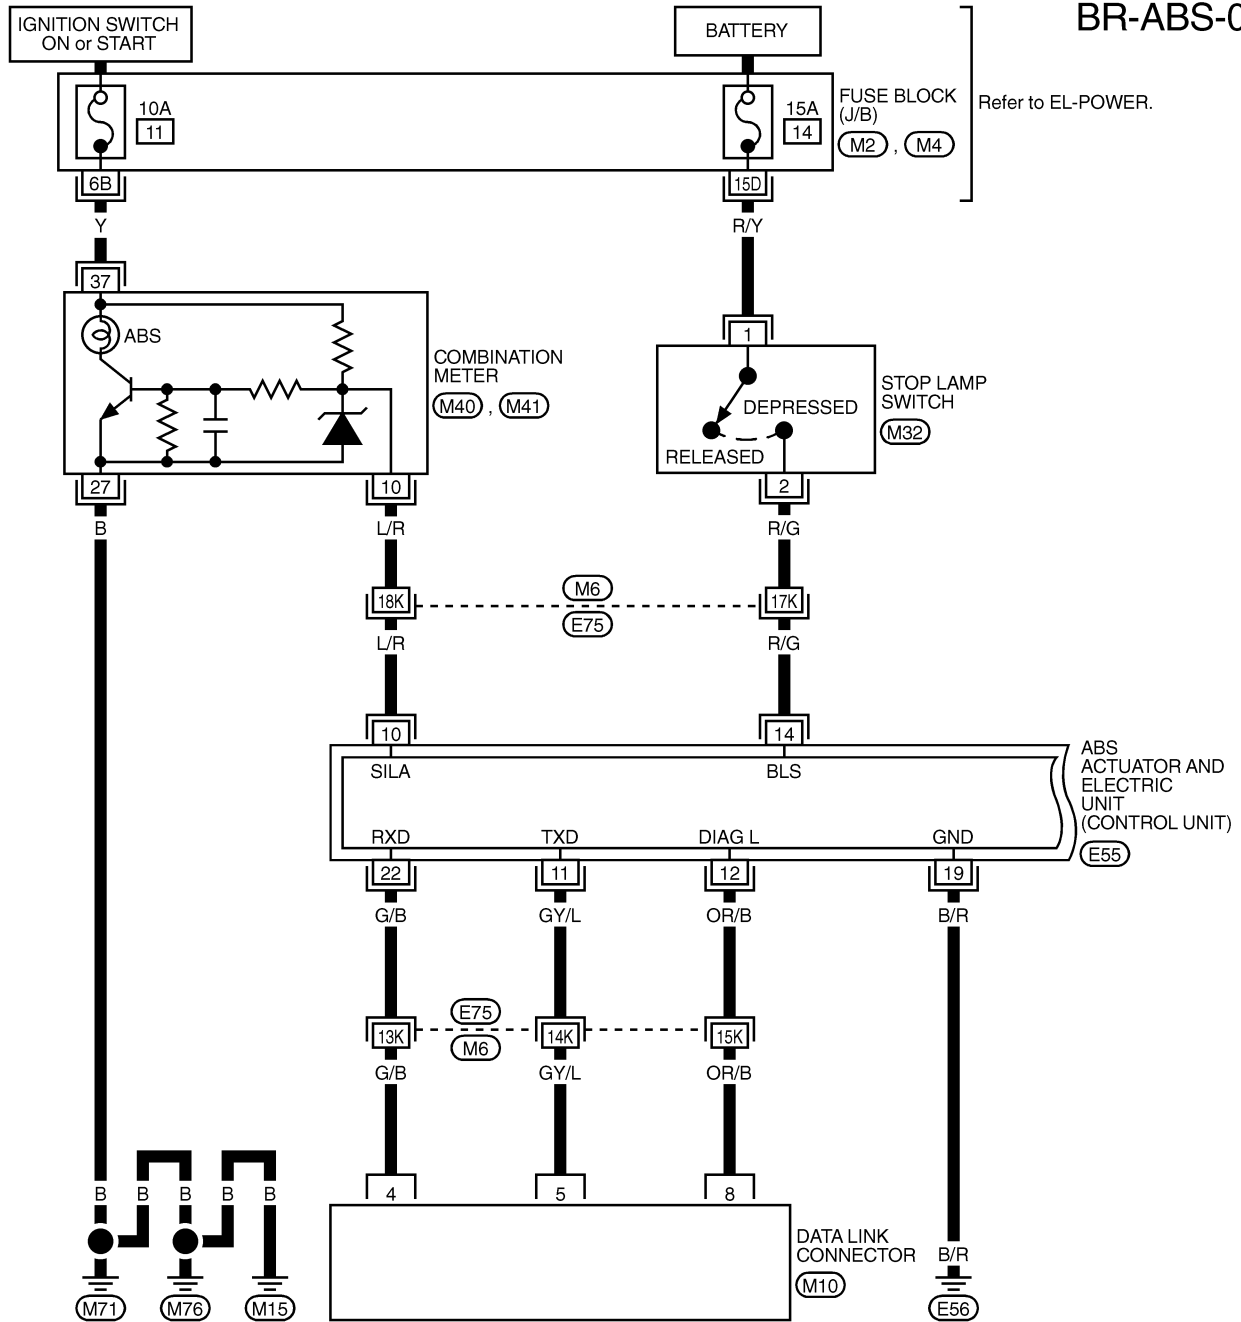 BR-ABS-0
IGNITION SWITCH
ON or START
BATTERY
10A
11
15A
14
FUSE BLOCK
(J/B)
M2 , M4
Refer to EL-POWER.
6B
15D
Y
R/Y
37
1
ABS
COMBINATION
METER
M40 , M41
DEPRESSED
RELEASED
STOP LAMP
SWITCH
M32
27
10
2
B
L/R
R/G
18K
M6
E75
17K
L/R
R/G
10
14
SILA
BLS
ABS
ACTUATOR AND
ELECTRIC
UNIT
(CONTROL UNIT)
E55
RXD
TXD
DIAG L
GND
22
11
12
19
G/B
GY/L
OR/B
B/R
13K
E75
M6
14K
15K
G/B
GY/L
OR/B
4
5
8
B
B
B
B
B
DATA LINK
CONNECTOR
M10
B/R
M71
M76
M15
E56